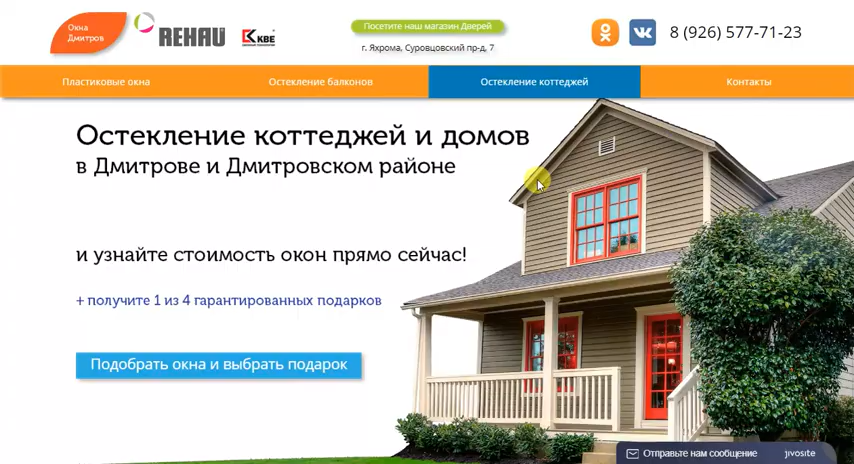 Окна
Дмитров
REHAU
KBE
Посетите наш магазин Дверей
г. Яхрома, Суровцовский пр-д, 7
8 (926) 577-71-23
Пластиковые окна
Остекление балконов
Остекление коттеджей
Контакты
Остекление коттеджей и домов
в Дмитрове и Дмитровском районе
и узнайте стоимость окон прямо сейчас!
+ получите 1 из 4 гарантированных подарков
Подобрать окна и выбрать подарок
Отправьте нам сообщение
jivosite